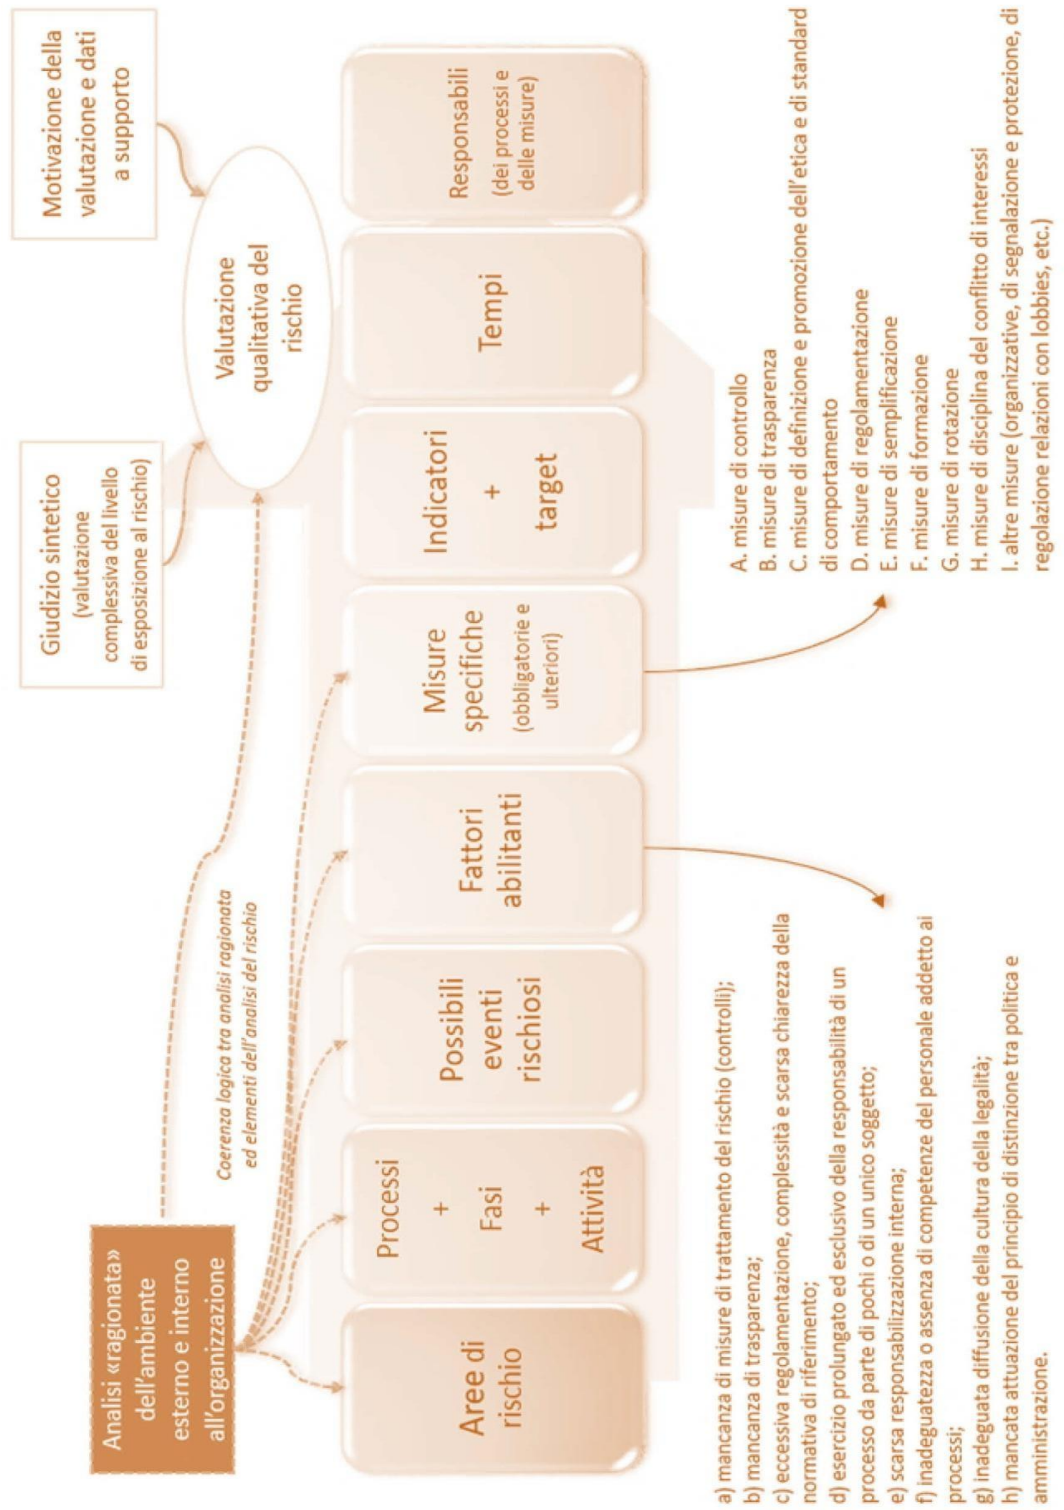 Analisi «ragionata»
dell'ambiente
esterno e interno
all'organizzazione
Giudizio sintetico
(valutazione
complessiva del livello
di esposizione al rischio)
Motivazione della
valutazione e dati
a supporto
Coerenza logica tra analisi ragionata
ed elementi dell'analisi del rischio
Valutazione
qualitativa del
rischio
Aree di
rischio
Processi
+
Fasi
+
Attività
Possibili
eventi
rischiosi
Fattori
abilitanti
Misure
specifiche
(obbligatorie e
ulteriori)
Indicatori
+
target
Tempi
Responsabili
(dei processi e
delle misure)
a) mancanza di misure di trattamento del rischio (controlli);
b) mancanza di trasparenza;
c) eccessiva regolamentazione, complessità e scarsa chiarezza della
normativa di riferimento;
d) esercizio prolungato ed esclusivo della responsabilità di un
processo da parte di pochi o di un unico soggetto;
e) scarsa responsabilizzazione interna;
f) inadeguatezza o assenza di competenze del personale addetto ai
processi;
g) inadeguata diffusione della cultura della legalità;
h) mancata attuazione del principio di distinzione tra politica e
amministrazione.
A. misure di controllo
B. misure di trasparenza
C. misure di definizione e promozione dell'etica e di standard
di comportamento
D. misure di regolamentazione
E. misure di semplificazione
F. misure di formazione
G. misure di rotazione
H. misure di disciplina del conflitto di interessi
I. altre misure (organizzative, di segnalazione e protezione, di
regolazione relazioni con lobbies, etc.)